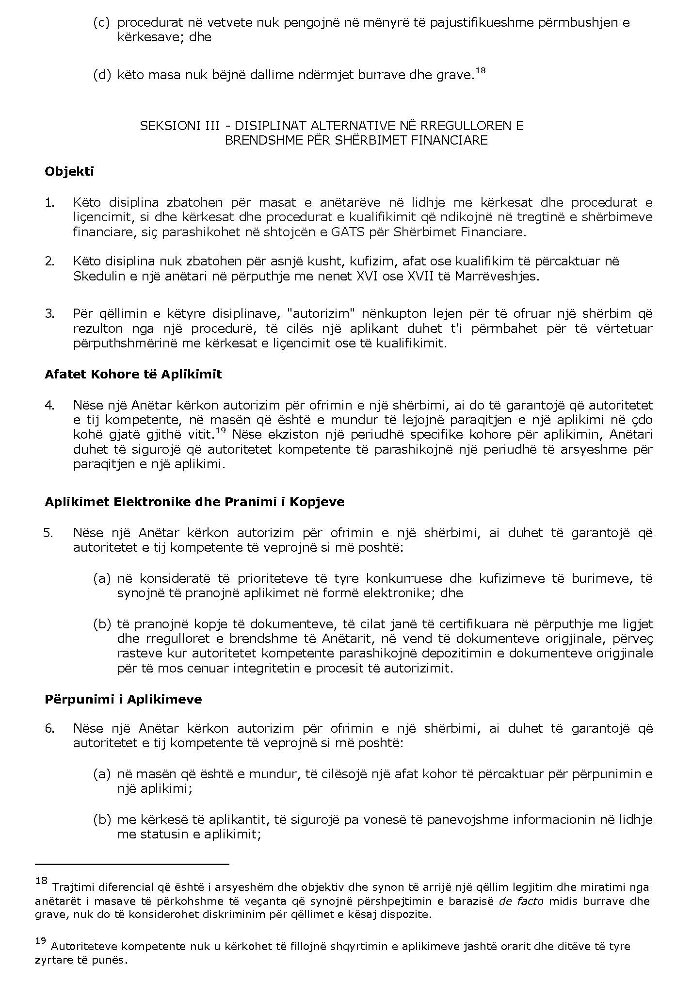 (c) procedurat në vetvete nuk pengojnë në mënyrë të pajustifikueshme përmbushjen e
kërkesave; dhe
(d) këto masa nuk bëjnë dallime ndërmjet burrave dhe grave.18
SEKSIONI III - DISIPLINAT ALTERNATIVE NË RREGULLOREN E
BRENDSHME PËR SHËRBIMET FINANCIARE
Objekti
1. Këto disiplina zbatohen për masat e anëtarëve në lidhje me kërkesat dhe procedurat e
liçencimit, si dhe kërkesat dhe procedurat e kualifikimit që ndikojnë në tregtinë e shërbimeve
financiare, siç parashikohet në shtojcën e GATS për Shërbimet Financiare.
2. Këto disiplina nuk zbatohen për asnjë kusht, kufizim, afat ose kualifikim të përcaktuar në
Skedulin e një anëtari në përputhje me nenet XVI ose XVII të Marrëveshjes.
3. Për qëllimin e këtyre disiplinave, "autorizim" nënkupton lejen për të ofruar një shërbim që
rezulton nga një procedurë, të cilës një aplikant duhet t'i përmbahet për të vërtetuar
përputhshmërinë me kërkesat e liçencimit ose të kualifikimit.
Afatet Kohore të Aplikimit
4. Nëse një Anëtar kërkon autorizim për ofrimin e një shërbimi, ai do të garantojë që autoritetet
e tij kompetente, në masën që është e mundur të lejojnë paraqitjen e një aplikimi në çdo
kohë gjatë gjithë vitit.19 Nëse ekziston një periudhë specifike kohore për aplikimin, Anëtari
duhet të sigurojë që autoritetet kompetente të parashikojnë një periudhë të arsyeshme për
paraqitjen e një aplikimi.
Aplikimet Elektronike dhe Pranimi i Kopjeve
5. Nëse një Anëtar kërkon autorizim për ofrimin e një shërbimi, ai duhet të garantojë që
autoritetet e tij kompetente të veprojnë si më poshtë:
(a) në konsideratë të prioriteteve të tyre konkurruese dhe kufizimeve të burimeve, të
synojnë të pranojnë aplikimet në formë elektronike; dhe
(b) të pranojnë kopje të dokumenteve, të cilat janë të certifikuara në përputhje me ligjet
dhe rregulloret e brendshme të Anëtarit, në vend të dokumenteve origjinale, përveç
rasteve kur autoritetet kompetente parashikojnë depozitimin e dokumenteve origjinale
për të mos cenuar integritetin e procesit të autorizimit.
Përpunimi i Aplikimeve
6. Nëse një Anëtar kërkon autorizim për ofrimin e një shërbimi, ai duhet të garantojë që
autoritetet e tij kompetente të veprojnë si më poshtë:
(a) në masën që është e mundur, të cilësojë një afat kohor të përcaktuar për përpunimin e
një aplikimi;
(b) me kërkesë të aplikantit, të sigurojë pa vonesë të panevojshme informacionin në lidhje
me statusin e aplikimit;
18 Trajtimi diferencial që është i arsyeshëm dhe objektiv dhe synon të arrijë një qëllim legjitim dhe miratimi nga
anëtarët i masave të përkohshme të veçanta që synojnë përshpejtimin e barazisë de facto midis burrave dhe
grave, nuk do të konsiderohet diskriminim për qëllimet e kësaj dispozite.
19 Autoriteteve kompetente nuk u kërkohet të fillojnë shqyrtimin e aplikimeve jashtë orarit dhe ditëve të tyre
zyrtare të punës.